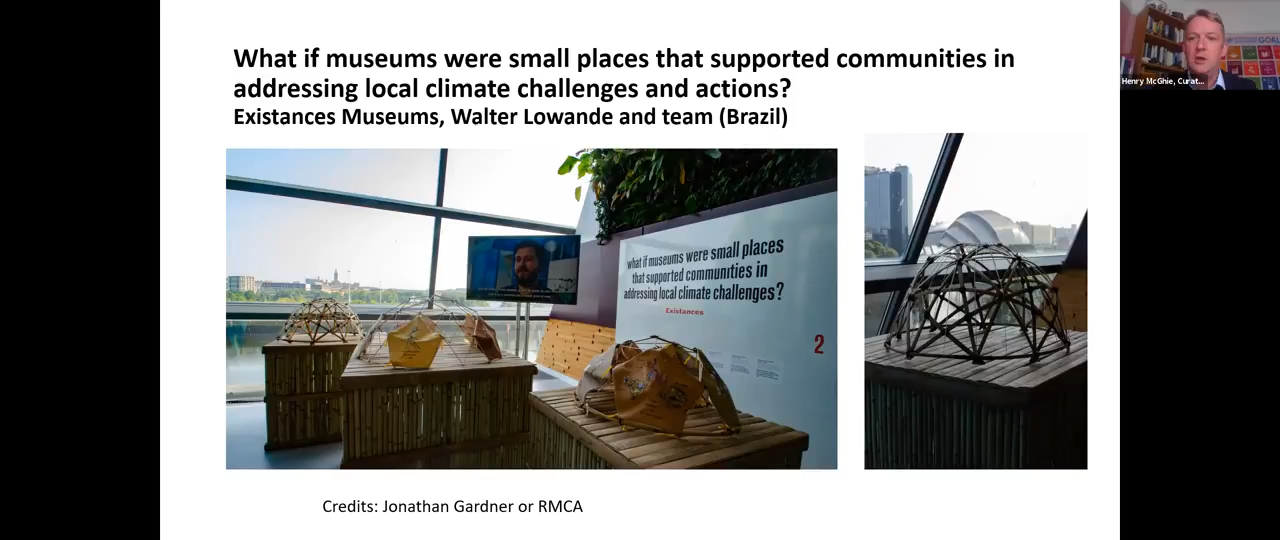 What if museums were small places that supported communities in
addressing local climate challenges and actions?
Existances Museums, Walter Lowande and team (Brazil)
Henry McGhie, Curat...
GOAL
what if museums were small places
that supported communities in
addressing local climate challenges?
Existances
2
Credits: Jonathan Gardner or RMCA